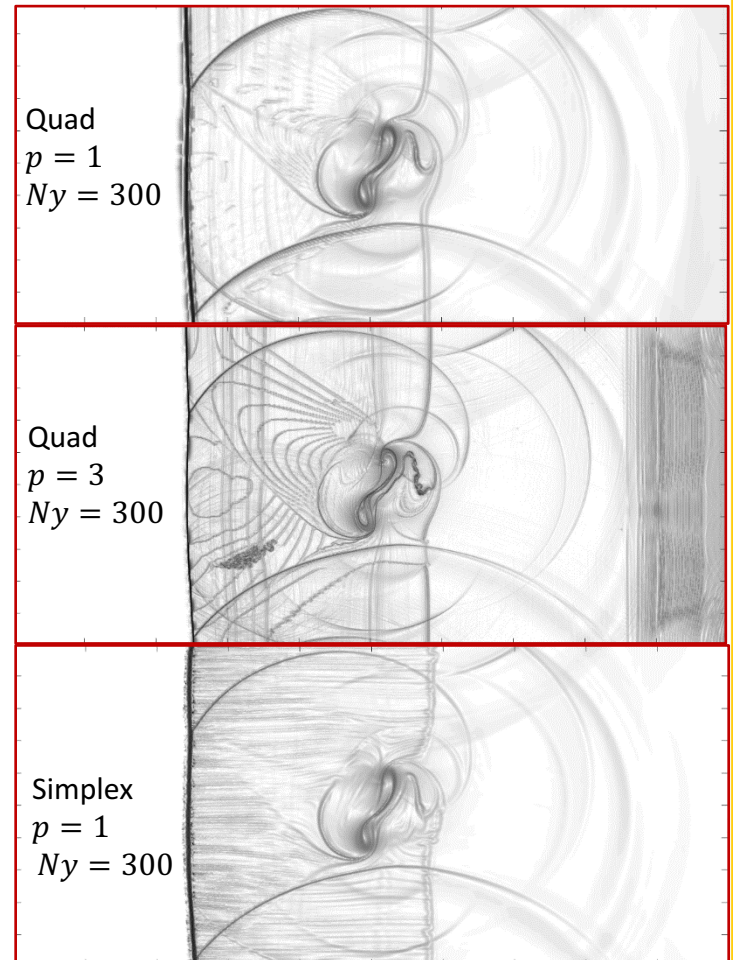 Quad
p = 1
Ny = 300
Quad
p = 3
Ny = 300
Simplex
p = 1
Ny = 300